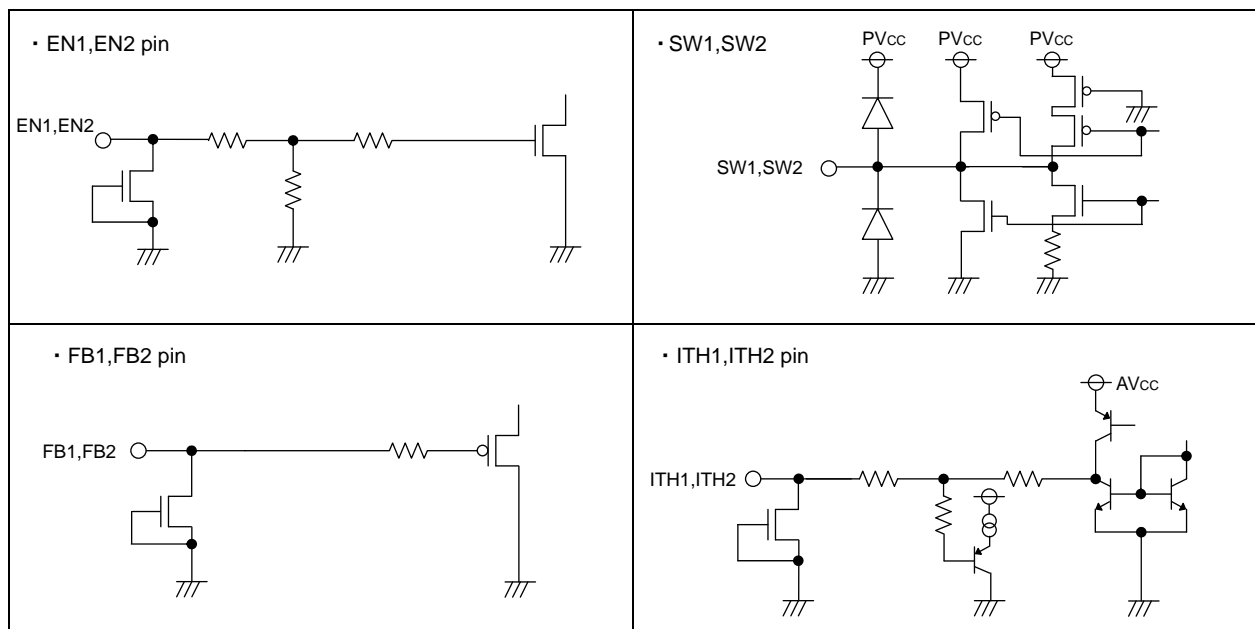 ・EN1,EN2 pin
EN1,EN2
・SW1,SW2
PVCC PVCC PVCC
SW1,SW2
・FB1,FB2 pin
FB1,FB2
・ITH1,ITH2 pin
AVCC
ITH1,ITH2